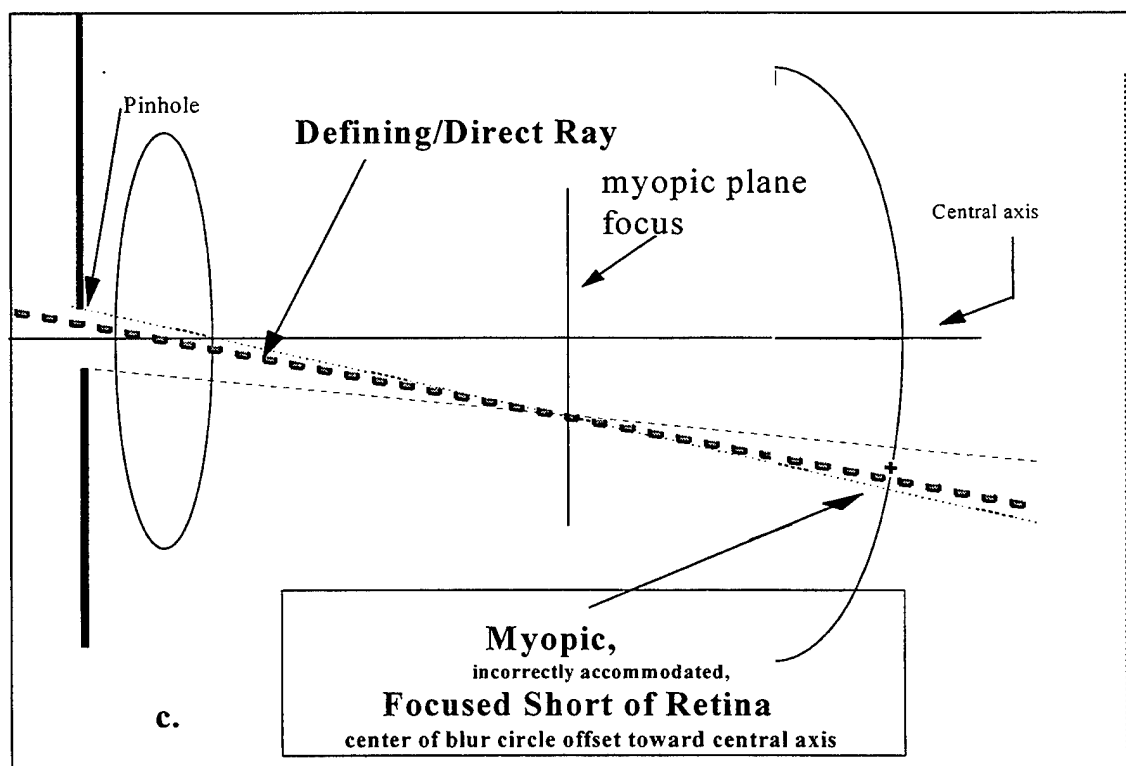 Pinhole
Defining/Direct Ray
myopic plane
focus
Central axis
Myopic,
incorrectly accommodated,
Focused Short of Retina
center of blur circle offset toward central axis
c.